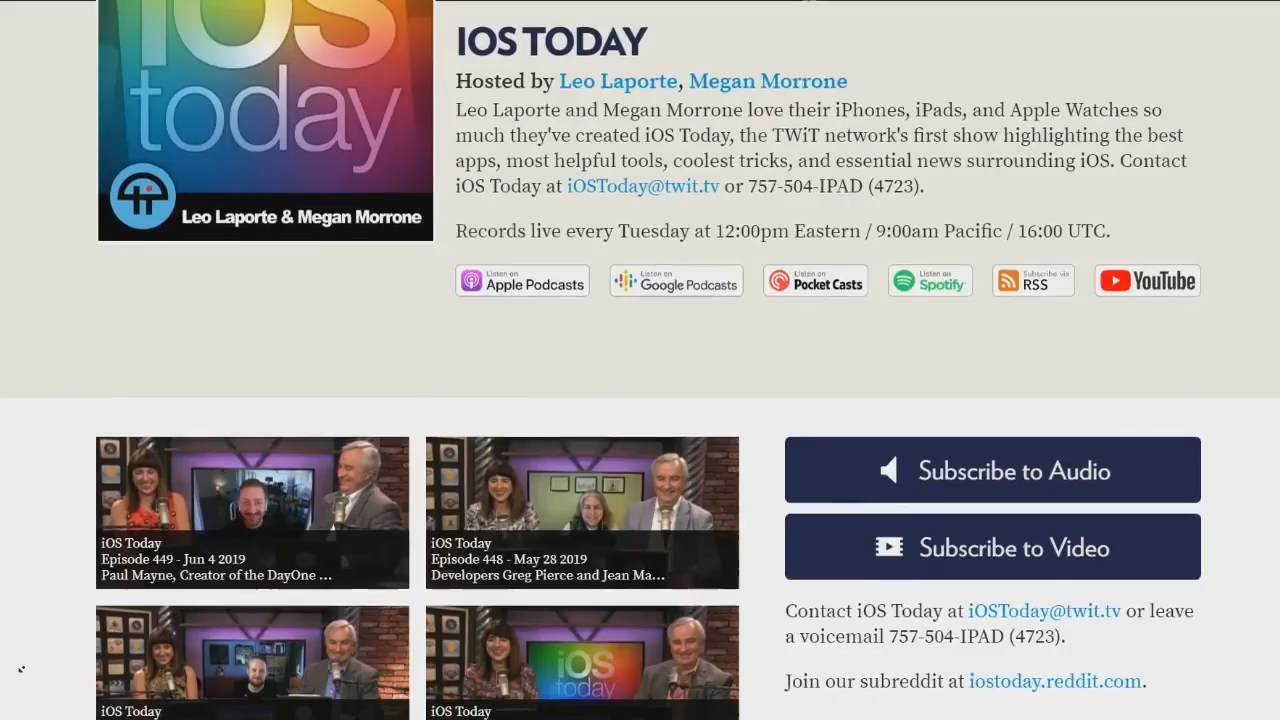 iOS
today
Leo Laporte & Megan Morrone
IOS TODAY
Hosted by Leo Laporte, Megan Morrone
Leo Laporte and Megan Morrone love their iPhones, iPads, and Apple Watches so
much they've created iOS Today, the TWiT network's first show highlighting the best
apps, most helpful tools, coolest tricks, and essential news surrounding iOS. Contact
iOS Today at iOSToday@twit.tv or 757-504-IPAD (4723).
Records live every Tuesday at 12:00pm Eastern / 9:00am Pacific / 16:00 UTC.
Listen on
Apple Podcasts
Listen on
Google Podcasts
Listen on
Pocket Casts
Listen on
Spotify
Subscribe via
RSS
YouTube
iOS Today
Episode 449 - Jun 4 2019
Paul Mayne, Creator of the DayOne ...
iOS Today
Episode 448 - May 28 2019
Developers Greg Pierce and Jean Ma...
iOS Today
iOS
today
iOS Today
Subscribe to Audio
Subscribe to Video
Contact iOS Today at iOSToday@twit.tv or leave
a voicemail 757-504-IPAD (4723).
Join our subreddit at iostoday.reddit.com.